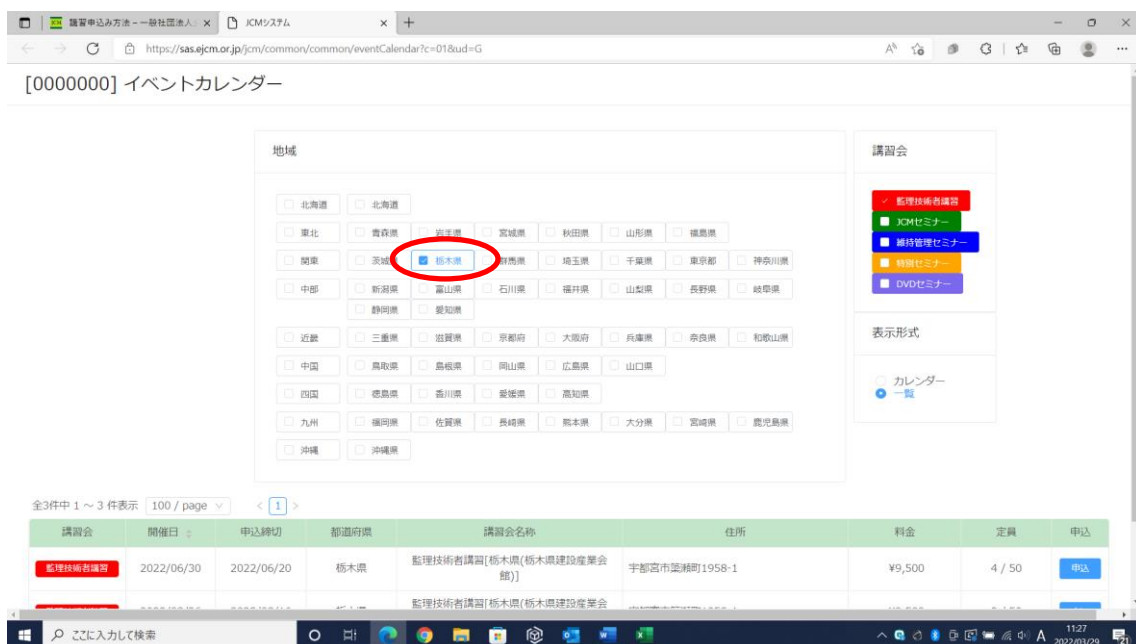 講習申込み方法 – 一般社団法人
JCMシステム
https://sas.ejcm.or.jp/jcm/common/common/eventCalendar?c=01&ud=G
[0000000] イベントカレンダー
地域
北海道 北海道
東北 青森県 岩手県 宮城県 秋田県 山形県 福島県
関東 茨城 栃木県 群馬県 埼玉県 千葉県 東京都 神奈川県
中部 新潟県 富山県 石川県 福井県 山梨県 長野県 岐阜県
静岡県 愛知県
近畿 三重県 滋賀県 京都府 大阪府 兵庫県 奈良県 和歌山県
中国 鳥取県 島根県 岡山県 広島県 山口県
四国 徳島県 香川県 愛媛県 高知県
九州 福岡県 佐賀県 長崎県 熊本県 大分県 宮崎県 鹿児島県
沖縄 沖縄県
講習会
監理技術者講習
JCMセミナー
維持管理セミナー
特別セミナー
DVDセミナー
表示形式
カレンダー
一覧
全3件中 1 ～ 3 件表示 100 / page < 1 >
講習会 開催日 申込締切 都道府県 講習会名称 住所 料金 定員 申込
監理技術者講習 2022/06/30 2022/06/20 栃木県 監理技術者講習[栃木県(栃木県建設産業会館)] 宇都宮市簗瀬町1958-1 ¥9,500 4 / 50 申込
監理技術者講習[栃木県(栃木県建設産業会
ここに入力して検索
11:27
2022/03/29